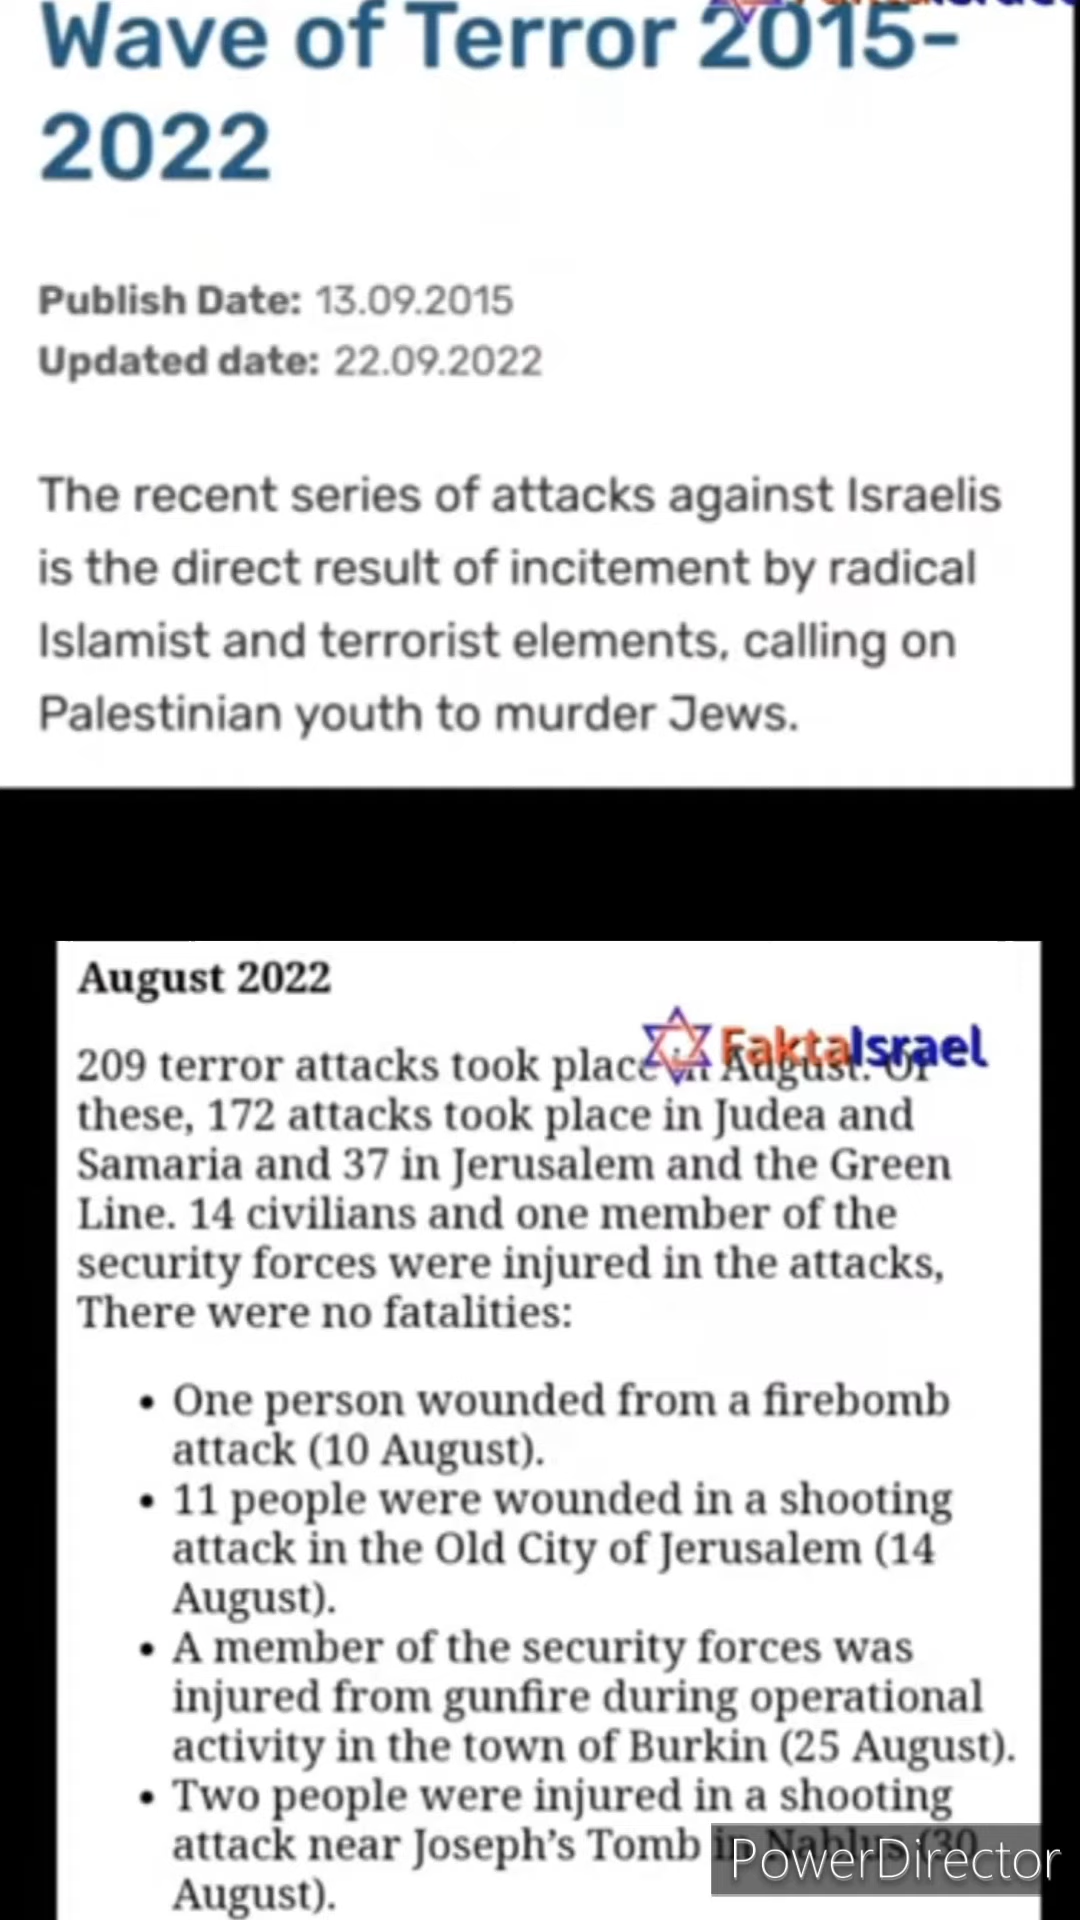 Wave of Terror 2015-
2022
Publish Date: 13.09.2015
Updated date: 22.09.2022
The recent series of attacks against Israelis
is the direct result of incitement by radical
Islamist and terrorist elements, calling on
Palestinian youth to murder Jews.
August 2022
FaktaIsrael
209 terror attacks took place in August. Of
these, 172 attacks took place in Judea and
Samaria and 37 in Jerusalem and the Green
Line. 14 civilians and one member of the
security forces were injured in the attacks,
There were no fatalities:
• One person wounded from a firebomb
attack (10 August).
• 11 people were wounded in a shooting
attack in the Old City of Jerusalem (14
August).
• A member of the security forces was
injured from gunfire during operational
activity in the town of Burkin (25 August).
• Two people were injured in a shooting
attack near Joseph's Tomb in Nablus (30
August).
PowerDirector